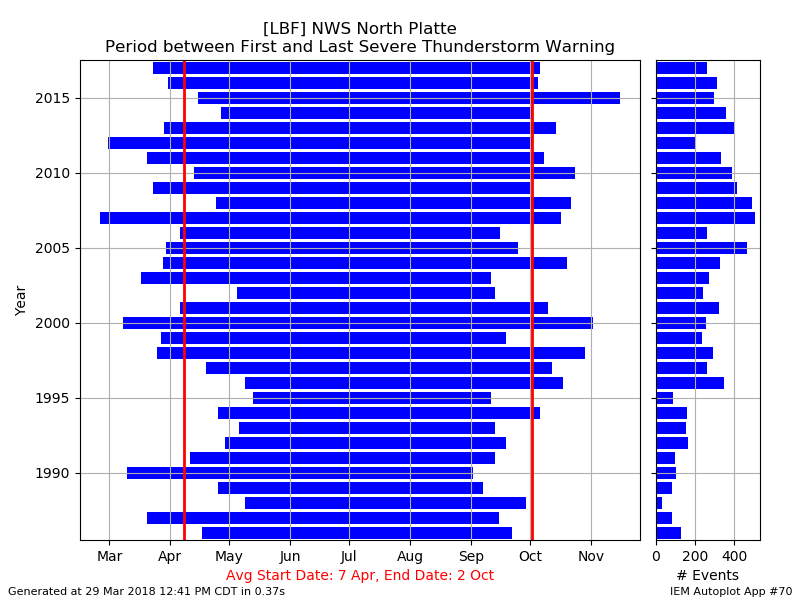 [LBF] NWS North Platte
Period between First and Last Severe Thunderstorm Warning
2015
2010
2005
2000
1995
1990
Year
Mar Apr May Jun Jul Aug Sep Oct Nov
0 200 400
Avg Start Date: 7 Apr, End Date: 2 Oct
# Events
Generated at 29 Mar 2018 12:41 PM CDT in 0.37s
IEM Autoplot App #70